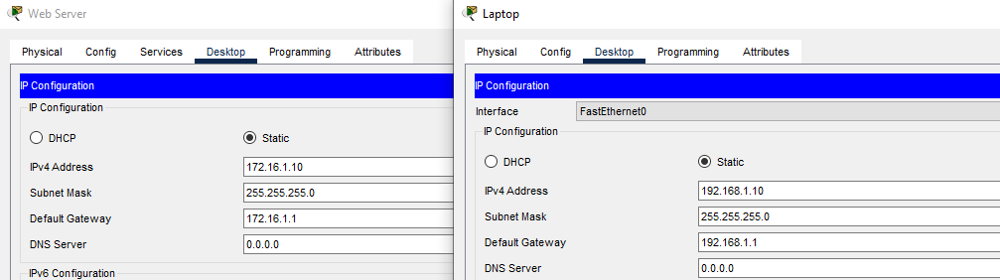 Web Server
Physical Config Services Desktop Programming Attributes
IP Configuration
IP Configuration
DHCP Static
IPv4 Address 172.16.1.10
Subnet Mask 255.255.255.0
Default Gateway 172.16.1.1
DNS Server 0.0.0.0
IPv6 Configuration
Laptop
Physical Config Desktop Programming Attributes
IP Configuration
Interface FastEthernet0
IP Configuration
DHCP Static
IPv4 Address 192.168.1.10
Subnet Mask 255.255.255.0
Default Gateway 192.168.1.1
DNS Server 0.0.0.0